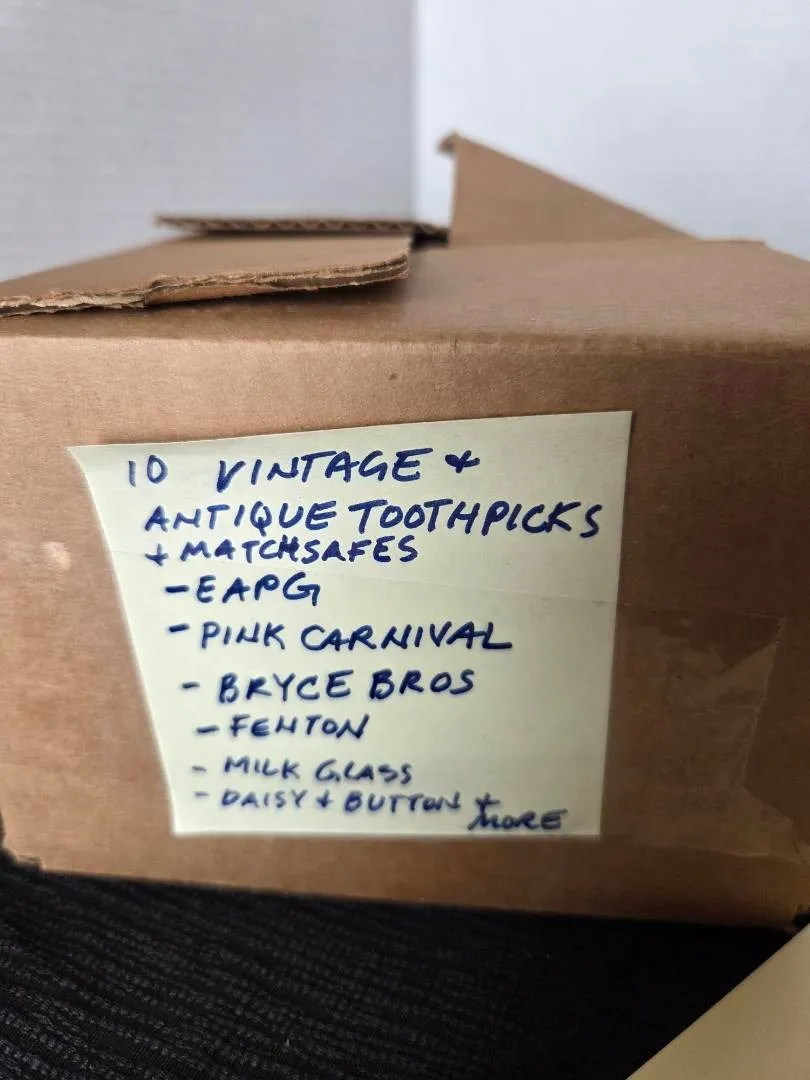 10 VINTAGE +
ANTIQUE TOOTHPICKS
+ MATCHSAFES
- EAPG
- PINK CARNIVAL
- BRYCE BROS
- FENTON
- MILK GLASS
- DAISY + BUTTON +
MORE